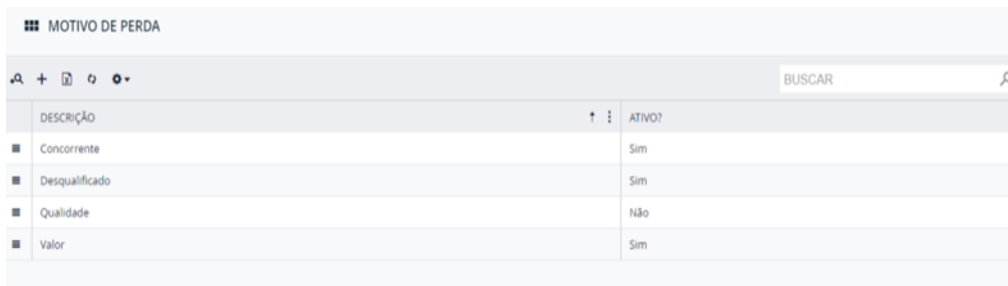 MOTIVO DE PERDA
BUSCAR
DESCRIÇÃO ATIVO?
Concorrente Sim
Desqualificado Sim
Qualidade Não
Valor Sim